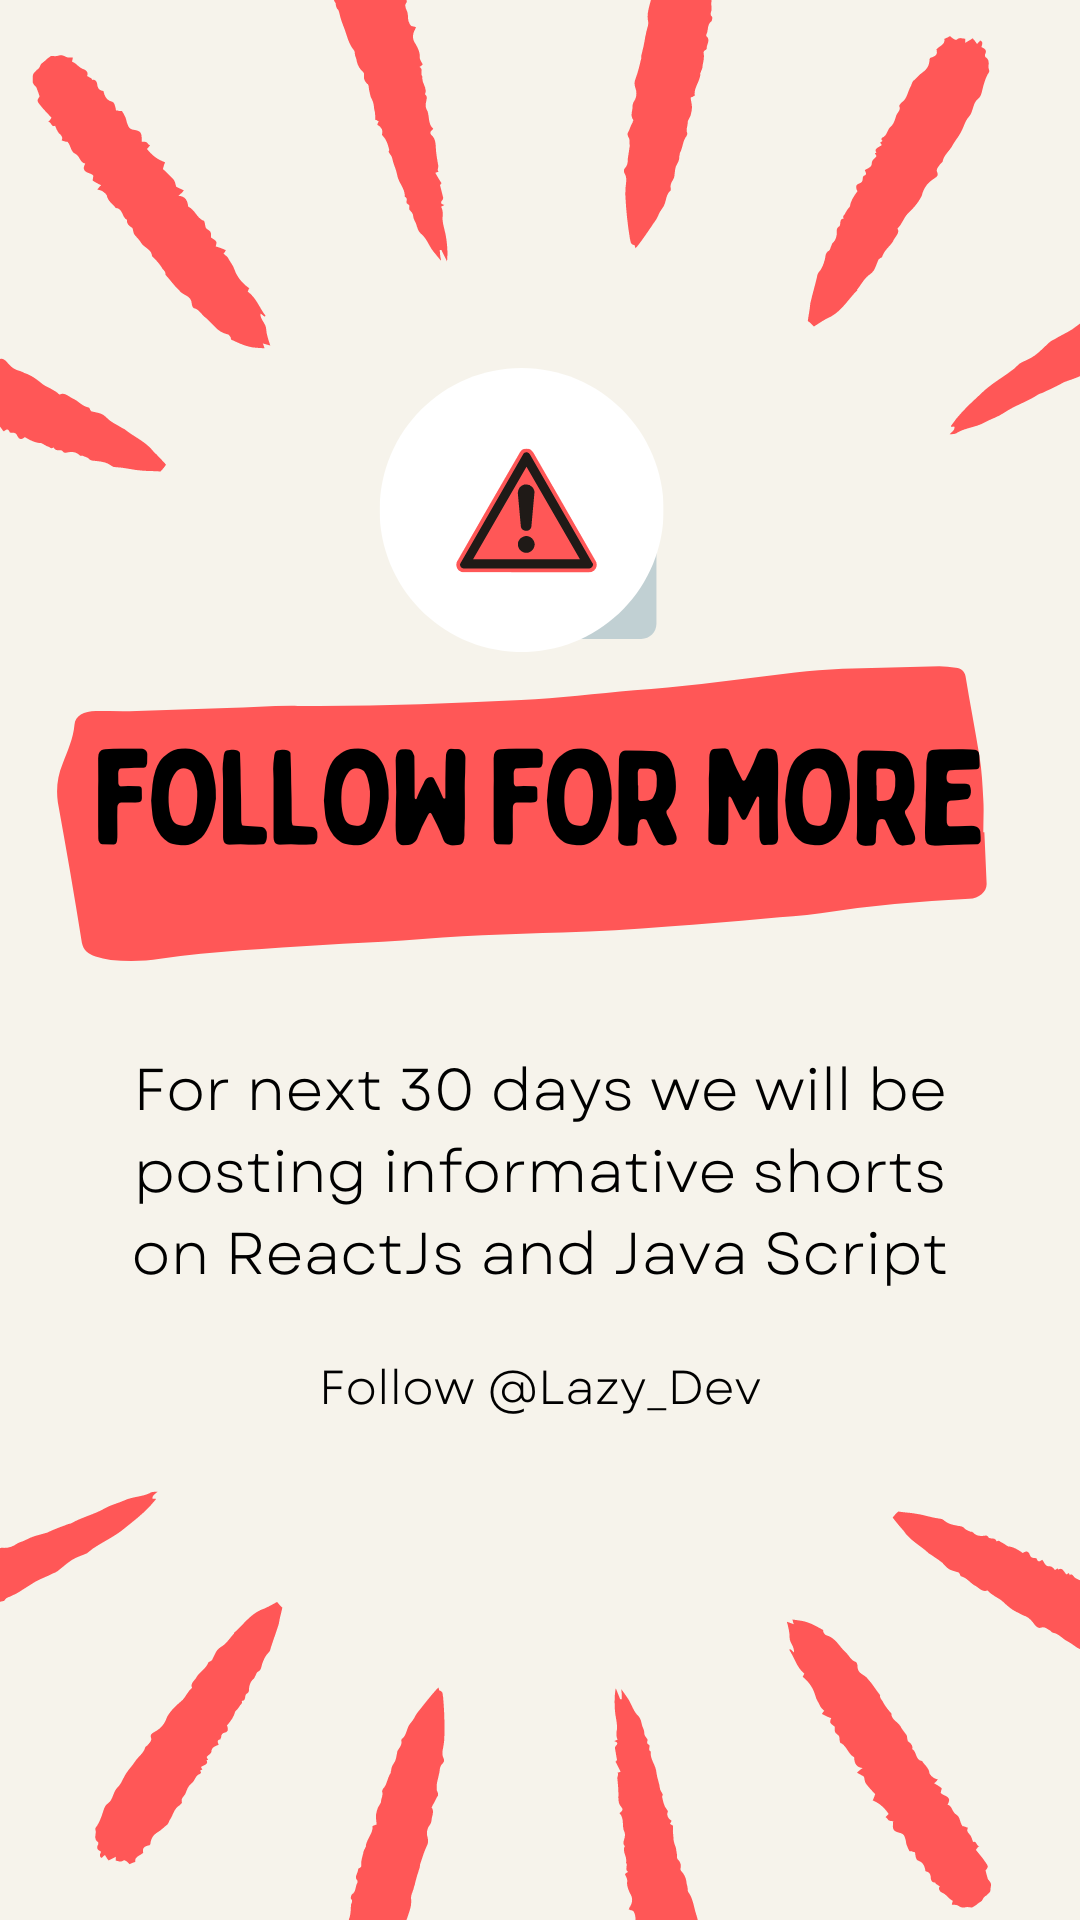 FOLLOW FOR MORE
For next 30 days we will be
posting informative shorts
on ReactJs and Java Script
Follow @Lazy_Dev